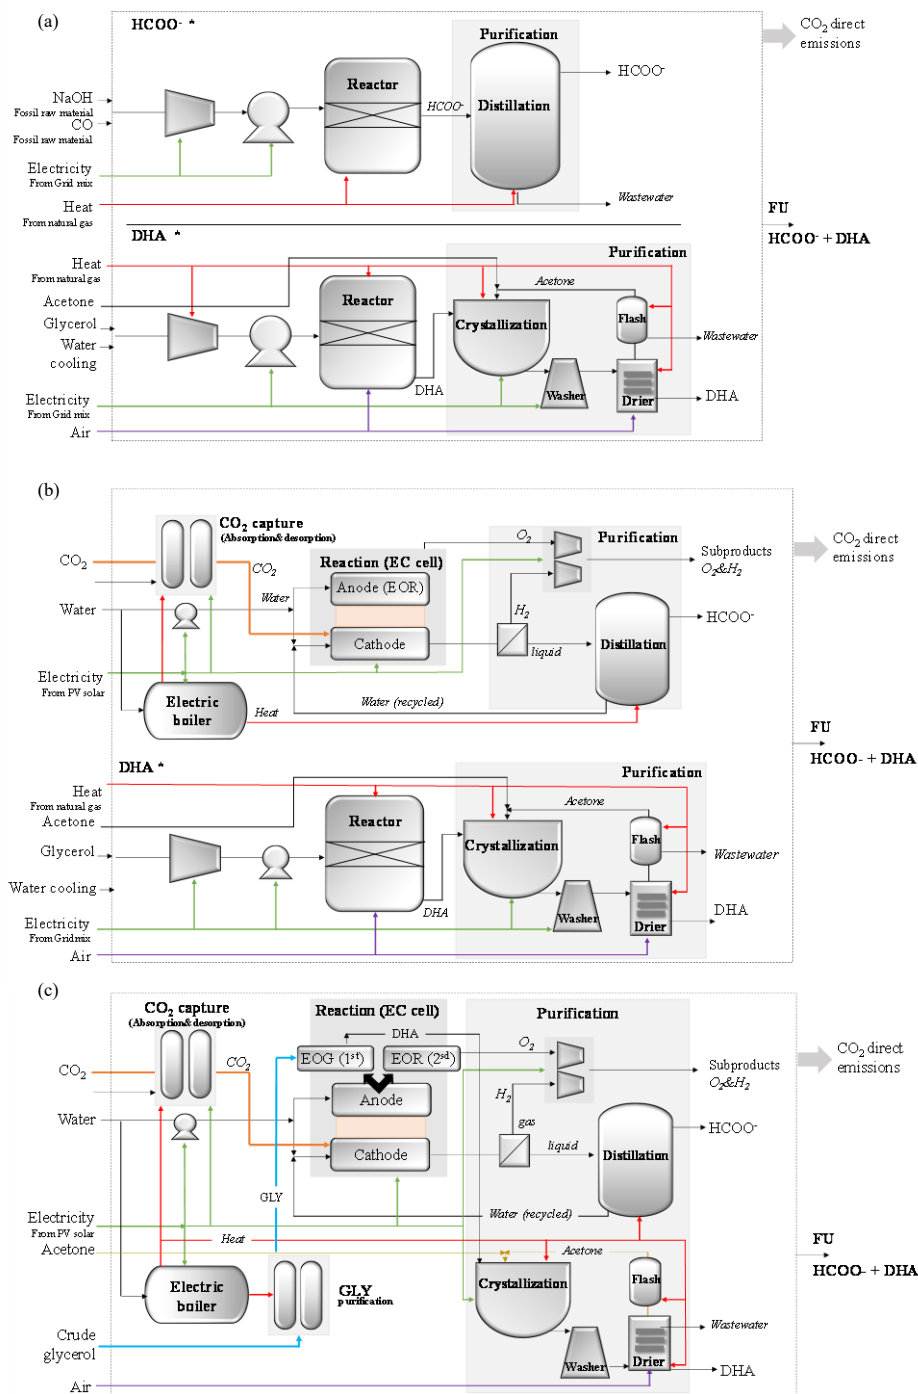 (a)
HCOO⁻ *
CO₂ direct
emissions
Purification
Reactor
HCOO⁻
Distillation
HCOO⁻
NaOH
Fossil raw material
CO
Fossil raw material
Electricity
From Grid mix
Heat
From natural gas
Wastewater
FU
HCOO⁻ + DHA
DHA *
Purification
Heat
From natural gas
Acetone
Acetone
Glycerol
Water
cooling
Reactor
Crystallization
Flash
Wastewater
DHA
Washer
Drier
DHA
Electricity
From Grid mix
Air
(b)
CO₂ capture
(Absorption& desorption)
CO₂
CO₂
Reaction (EC cell)
O₂
Purification
CO₂ direct
emissions
Subproducts
O₂&H₂
Water
Water
Anode (EOR)
Cathode
H₂
liquid
Distillation
HCOO⁻
Electricity
From PV solar
Electric
boiler
Heat
Water (recycled)
FU
HCOO- + DHA
DHA *
Purification
Heat
From natural gas
Acetone
Acetone
Glycerol
Reactor
Crystallization
Flash
Wastewater
Water cooling
DHA
Washer
Drier
DHA
Electricity
From Gridmix
Air
(c)
CO₂ capture
(Absorption& desorption)
CO₂
CO₂
Reaction (EC cell)
DHA
EOG (1ˢᵗ)
EOR (2ˢᵈ)
O₂
Purification
CO₂ direct
emissions
Subproducts
O₂&H₂
Water
Anode
Cathode
H₂
gas
liquid
Distillation
HCOO⁻
GLY
Electricity
From PV solar
Water (recycled)
Acetone
Heat
Acetone
FU
HCOO- + DHA
Electric
boiler
GLY
purification
Crystallization
Flash
Wastewater
Crude
glycerol
Washer
Drier
DHA
Air